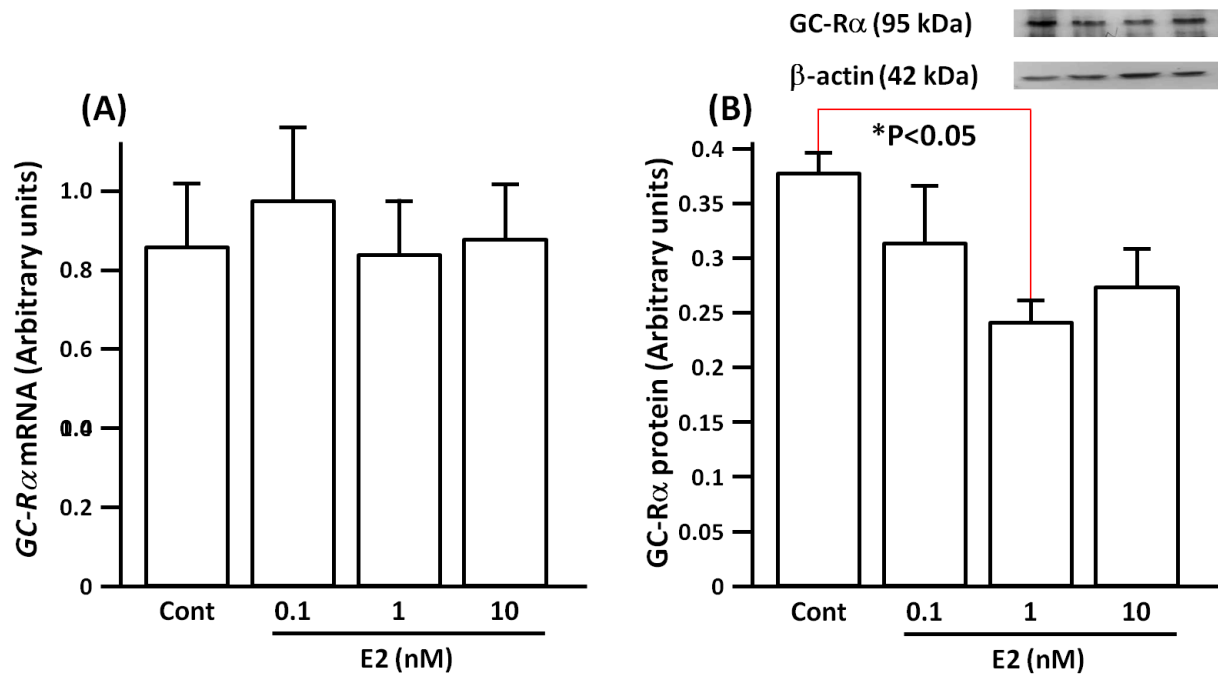 GC-Rα (95 kDa)
β-actin (42 kDa)
(A)
GC-Rα mRNA (Arbitrary units)
1.0
0.8
0.6
0.2
0
Cont
0.1
1
10
E2 (nM)
(B)
*P<0.05
GC-Rα protein (Arbitrary units)
0.4
0.35
0.3
0.25
0.2
0.15
0.1
0.05
0
Cont
0.1
1
10
E2 (nM)